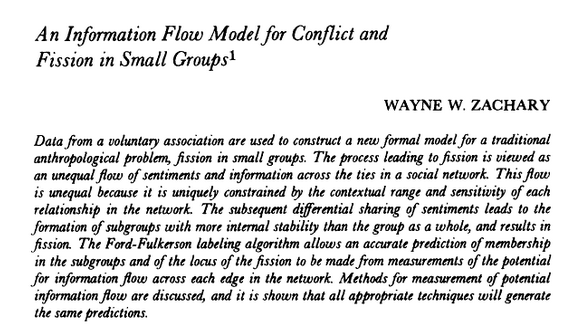 An Information Flow Model for Conflict and
Fission in Small Groups¹
WAYNE W. ZACHARY
Data from a voluntary association are used to construct a new formal model for a traditional
anthropological problem, fission in small groups. The process leading to fission is viewed as
an unequal flow of sentiments and information across the ties in a social network. This flow
is unequal because it is uniquely constrained by the contextual range and sensitivity of each
relationship in the network. The subsequent differential sharing of sentiments leads to the
formation of subgroups with more internal stability than the group as a whole, and results in
fission. The Ford-Fulkerson labeling algorithm allows an accurate prediction of membership
in the subgroups and of the locus of the fission to be made from measurements of the potential
for information flow across each edge in the network. Methods for measurement of potential
information flow are discussed, and it is shown that all appropriate techniques will generate
the same predictions.